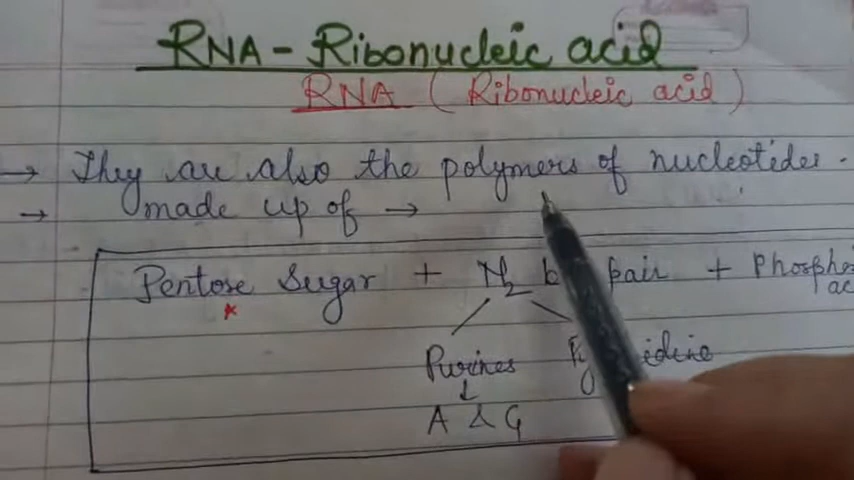 RNA - Ribonucleic acid
RNA ( Ribonucleic acid )
→ They are also the polymers of nucleotides.
→ made up of →
Pentose Sugar + N2 pair +
Purines
A & G